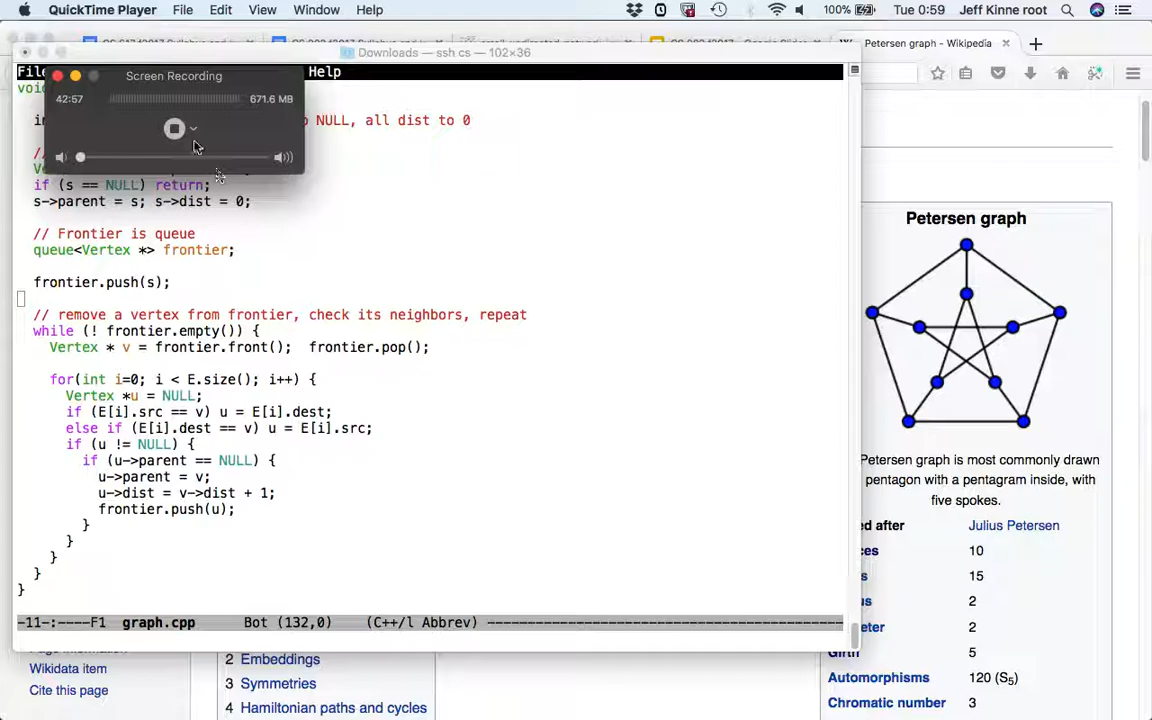 QuickTime Player File Edit View Window Help 100% Tue 0:59 Jeff Kinne root
Petersen graph - Wikipedia
Downloads — ssh cs — 102×36
File Help
Screen Recording
42:57 671.6 MB
NULL, all dist to 0
if (s == NULL) return;
s->parent = s; s->dist = 0;
// Frontier is queue
queue<Vertex *> frontier;
frontier.push(s);
// remove a vertex from frontier, check its neighbors, repeat
while (! frontier.empty()) {
Vertex * v = frontier.front(); frontier.pop();
for(int i=0; i < E.size(); i++) {
Vertex *u = NULL;
if (E[i].src == v) u = E[i].dest;
else if (E[i].dest == v) u = E[i].src;
if (u != NULL) {
if (u->parent == NULL) {
u->parent = v;
u->dist = v->dist + 1;
frontier.push(u);
}
}
}
}
}
-11-:----F1 graph.cpp Bot (132,0) (C++/l Abbrev)
Petersen graph
Petersen graph is most commonly drawn
pentagon with a pentagram inside, with
five spokes.
ed after Julius Petersen
ces 10
s 15
us 2
eter 2
Girth 5
Automorphisms 120 (S5)
Chromatic number 3
Wikidata item
Cite this page
2 Embeddings
3 Symmetries
4 Hamiltonian paths and cycles